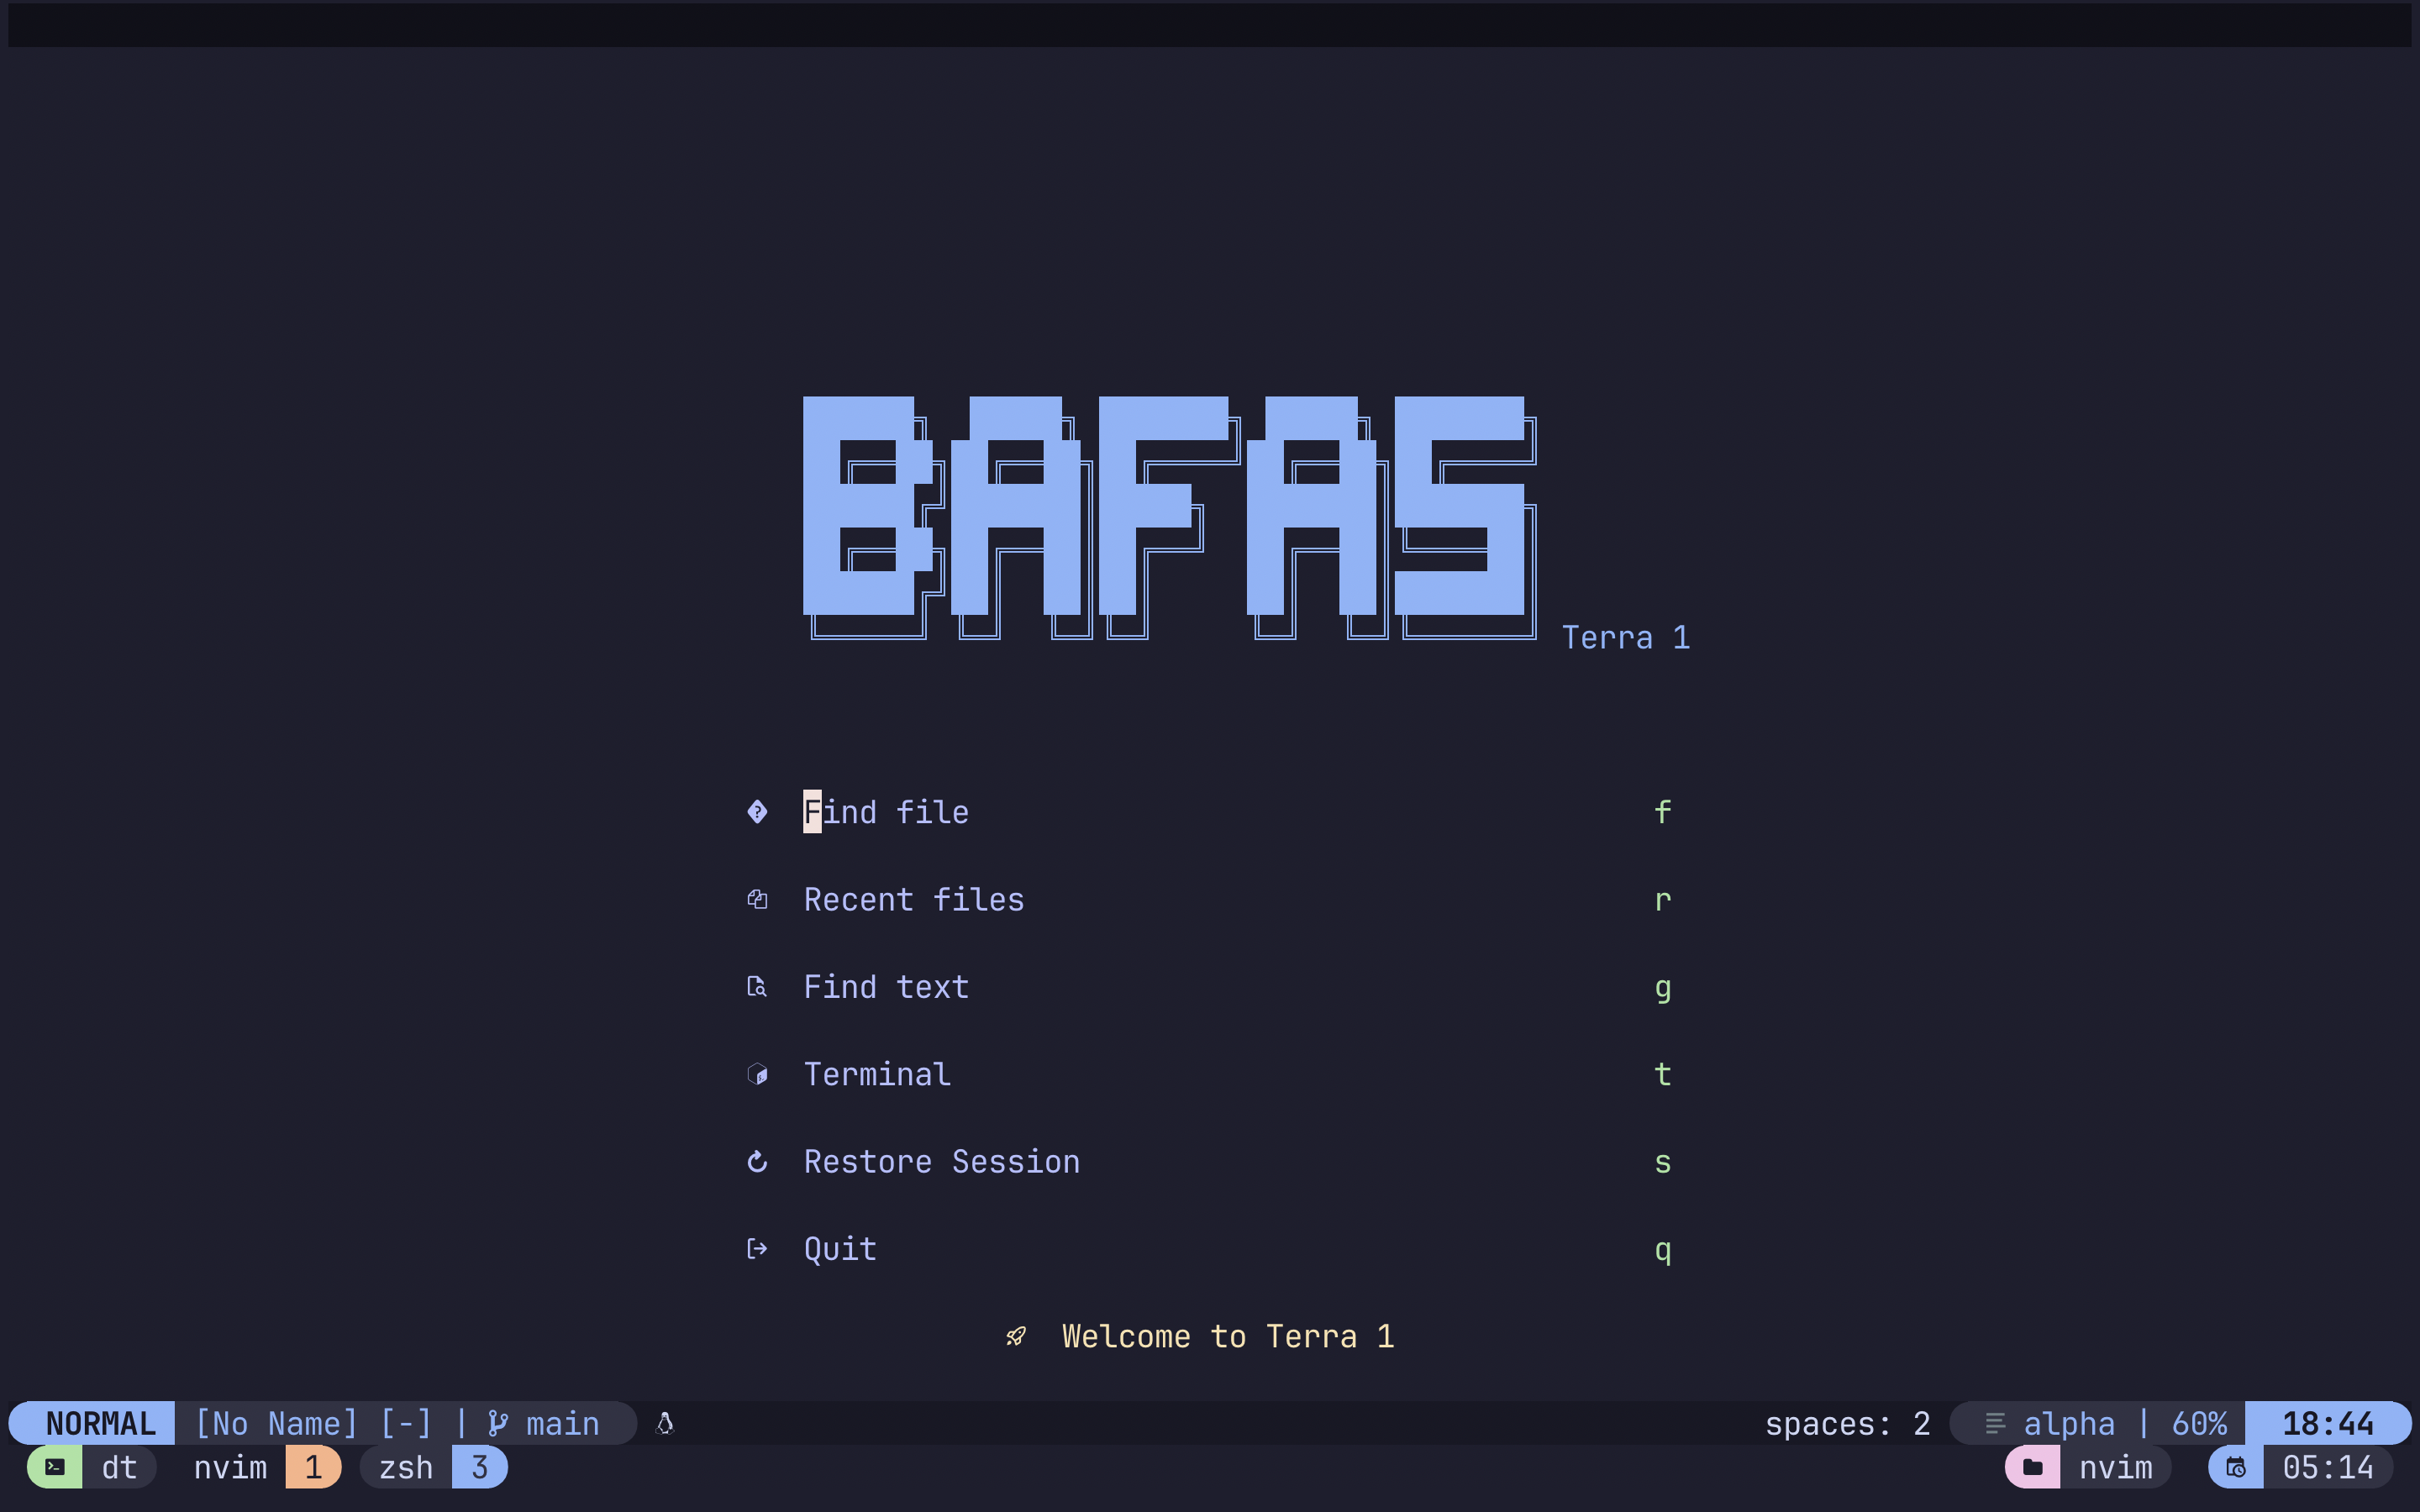 BAFAS
Terra 1
Find file f
Recent files r
Find text g
Terminal t
Restore Session s
Quit q
Welcome to Terra 1
NORMAL [No Name] [-] | main spaces: 2 alpha | 60% 18:44
dt nvim 1 zsh 3 nvim 05:14